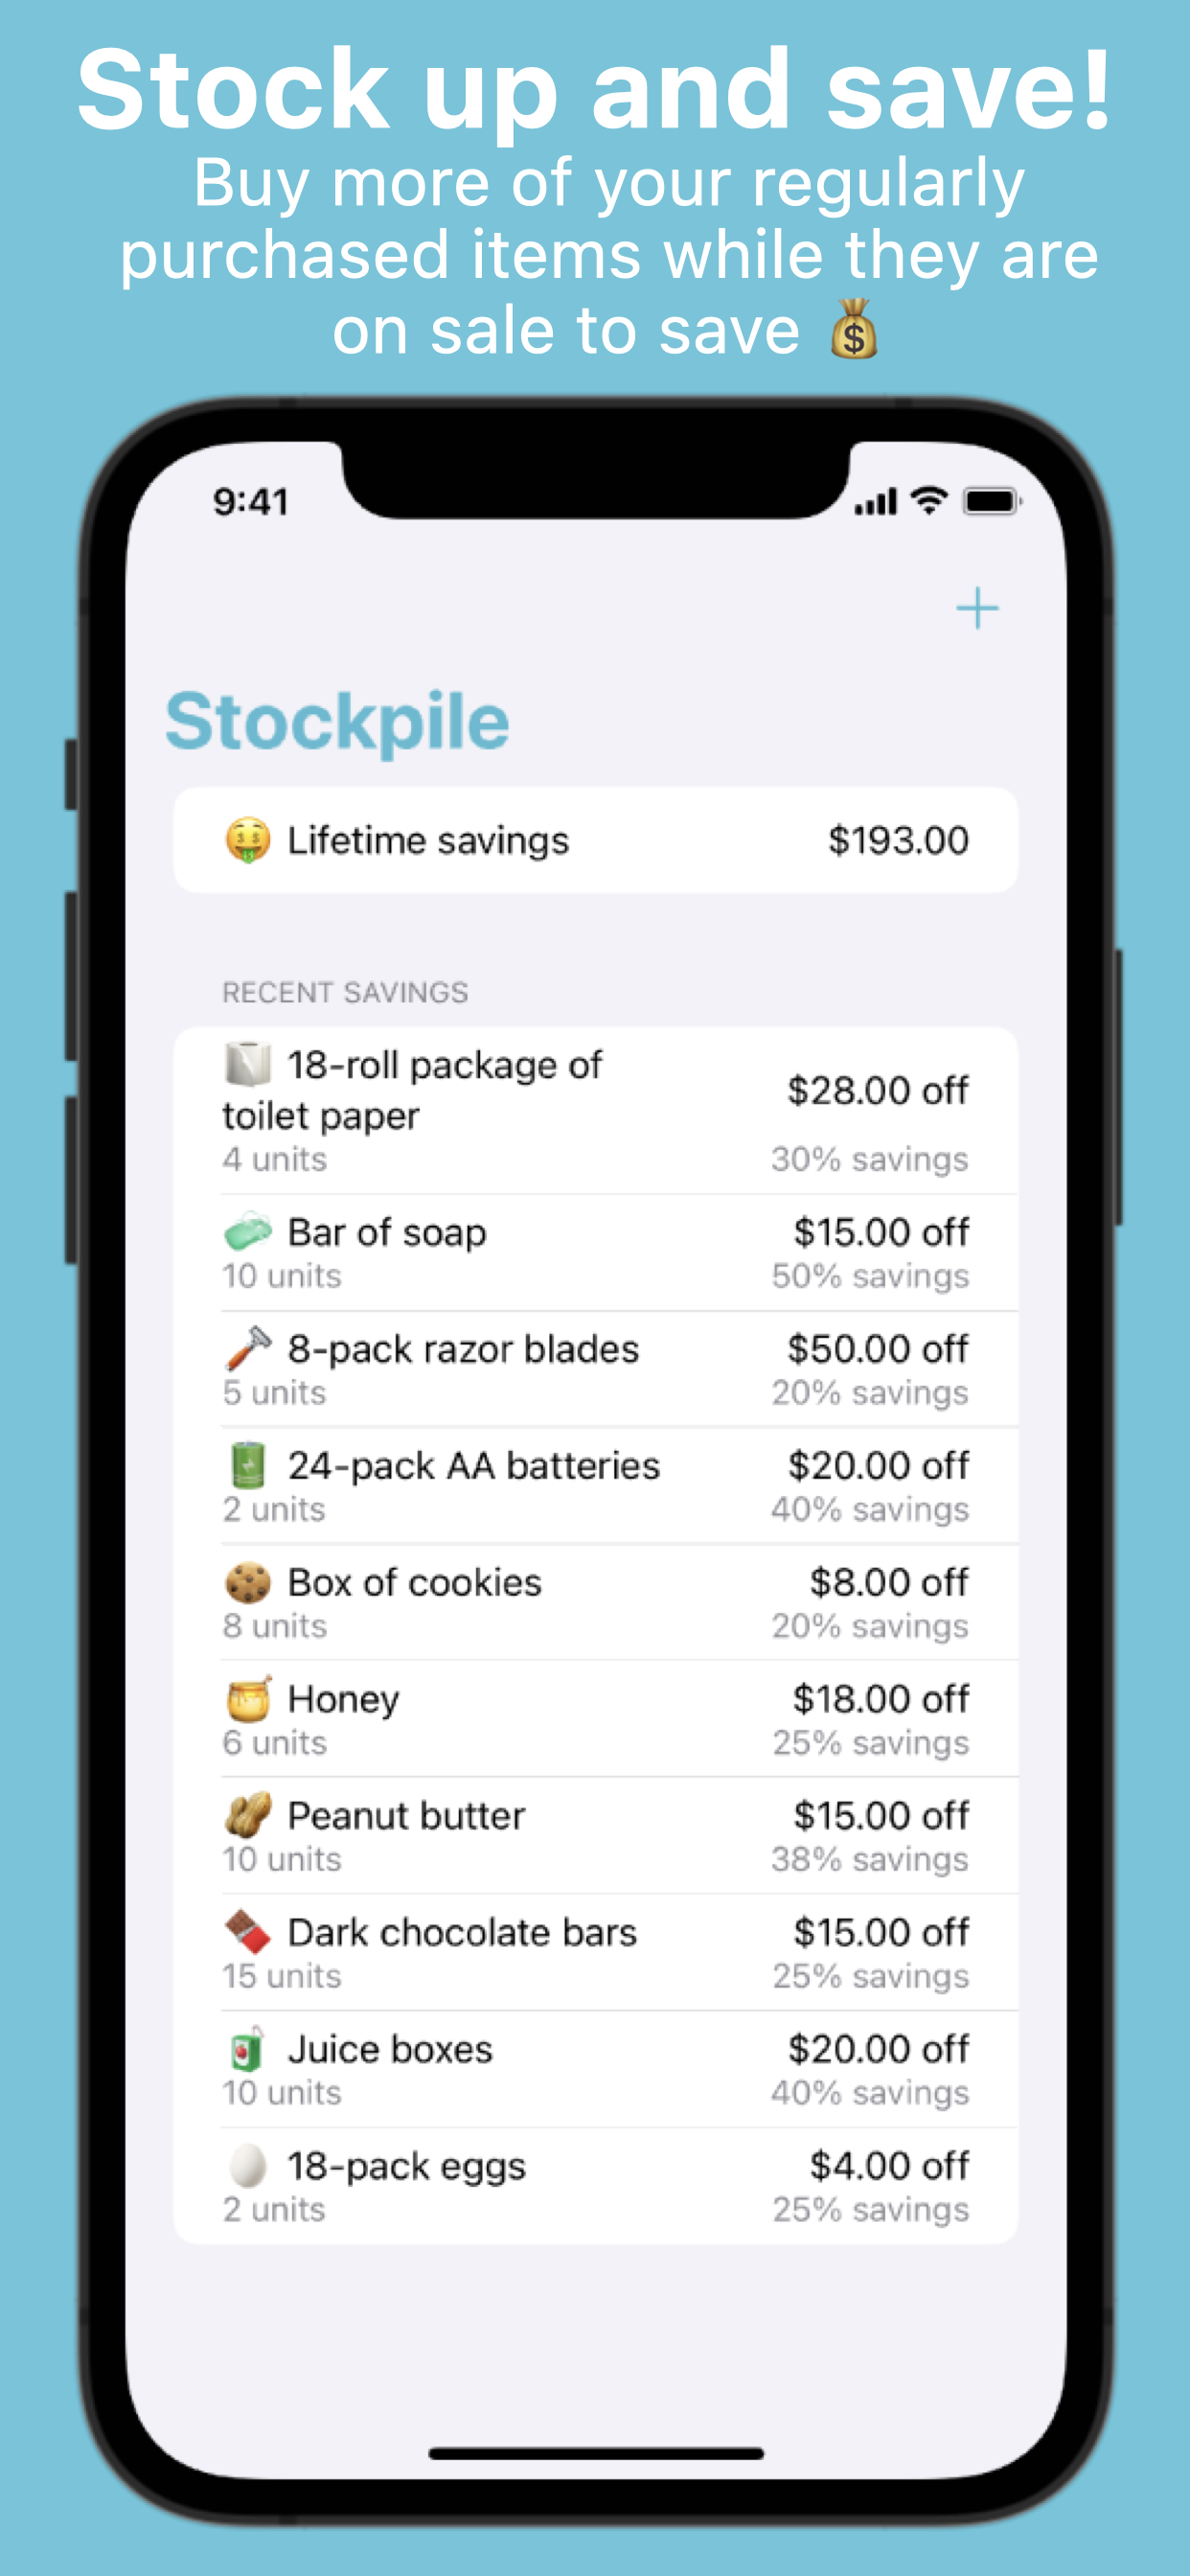 Stock up and save!
Buy more of your regularly
purchased items while they are
on sale to save 💰
9:41
Stockpile
🤑 Lifetime savings $193.00
RECENT SAVINGS
🧻 18-roll package of
toilet paper $28.00 off
4 units 30% savings
🧼 Bar of soap $15.00 off
10 units 50% savings
🪒 8-pack razor blades $50.00 off
5 units 20% savings
🔋 24-pack AA batteries $20.00 off
2 units 40% savings
🍪 Box of cookies $8.00 off
8 units 20% savings
🍯 Honey $18.00 off
6 units 25% savings
🥜 Peanut butter $15.00 off
10 units 38% savings
🍫 Dark chocolate bars $15.00 off
15 units 25% savings
🧃 Juice boxes $20.00 off
10 units 40% savings
🥚 18-pack eggs $4.00 off
2 units 25% savings